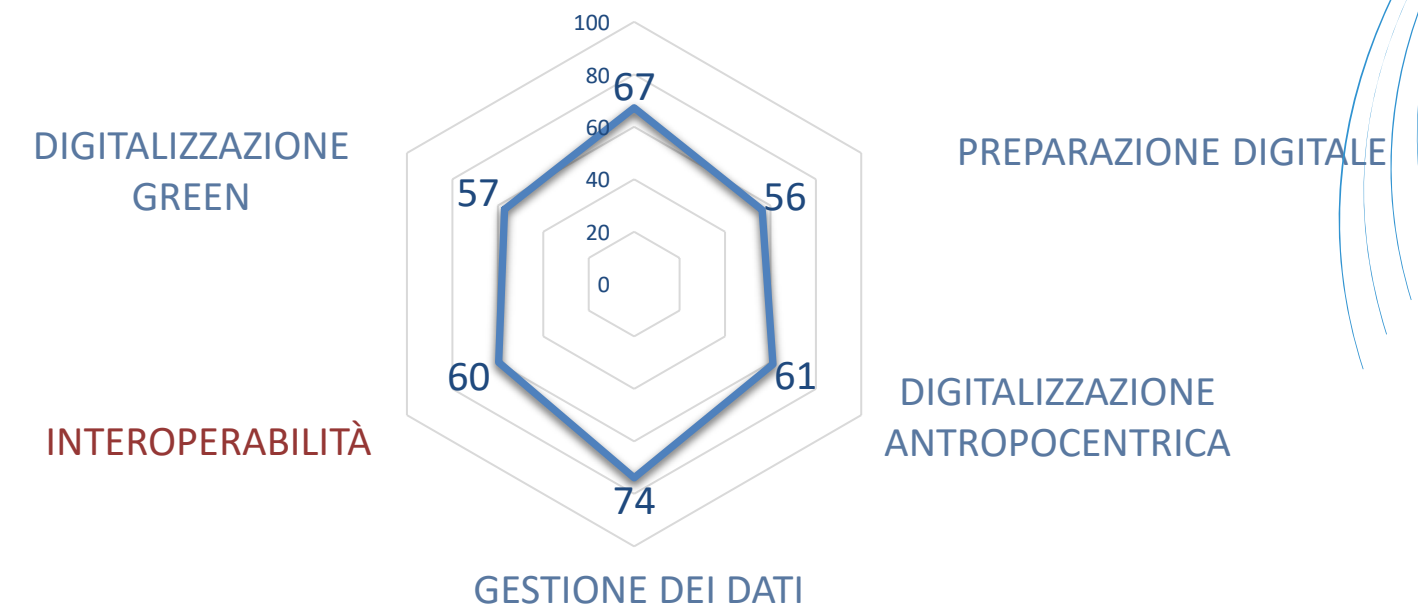 100
80
67
60
DIGITALIZZAZIONE
GREEN
PREPARAZIONE DIGITALE
57
40
56
20
0
60
61
DIGITALIZZAZIONE
ANTROPOCENTRICA
INTEROPERABILITÀ
74
GESTIONE DEI DATI